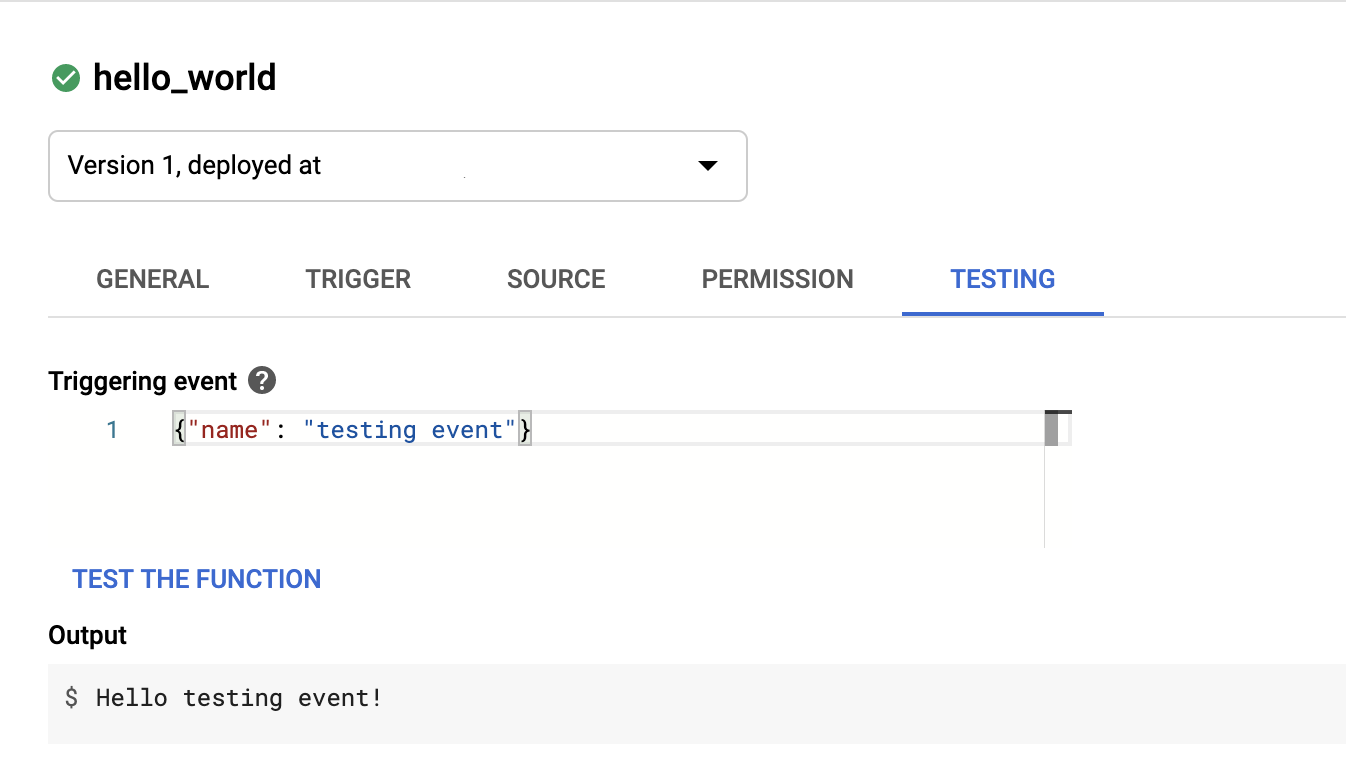 hello_world
Version 1, deployed at
GENERAL TRIGGER SOURCE PERMISSION TESTING
Triggering event ?
1 {"name": "testing event"}
TEST THE FUNCTION
Output
$ Hello testing event!